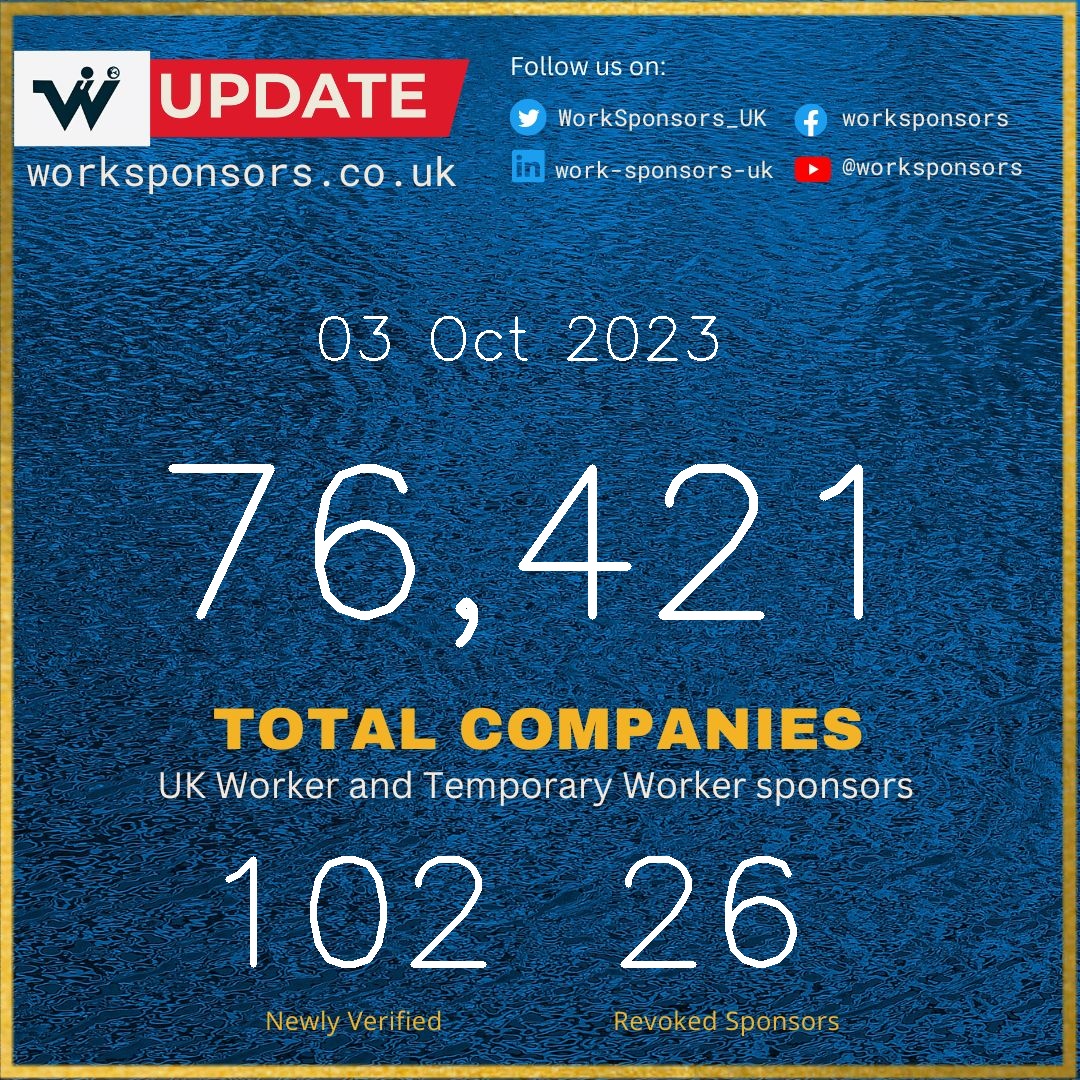 UPDATE
worksponsors.co.uk
Follow us on:
WorkSponsors_UK
worksponsors
work-sponsors-uk
@worksponsors
03 Oct 2023
76,421
TOTAL COMPANIES
UK Worker and Temporary Worker sponsors
102 26
Newly Verified Revoked Sponsors